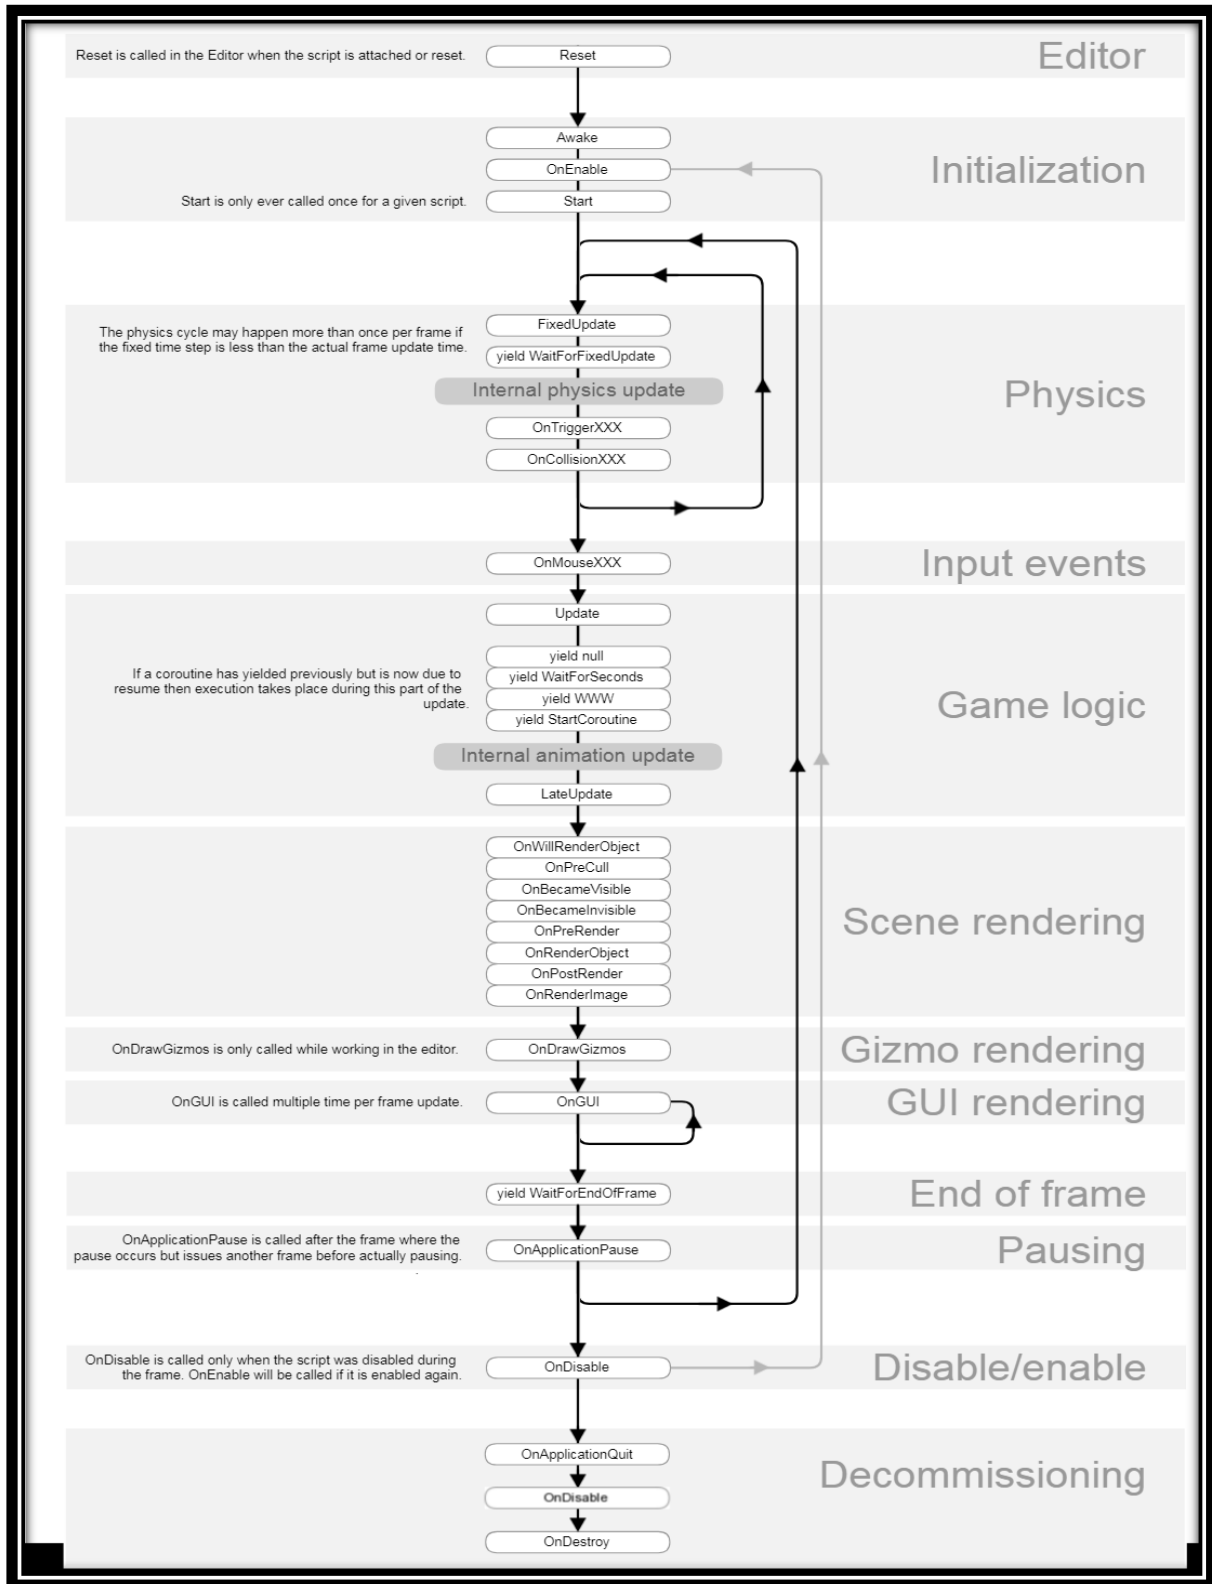 Reset is called in the Editor when the script is attached or reset.
Reset
Editor
Awake
OnEnable
Initialization
Start is only ever called once for a given script.
Start
The physics cycle may happen more than once per frame if
the fixed time step is less than the actual frame update time.
FixedUpdate
yield WaitForFixedUpdate
Internal physics update
Physics
OnTriggerXXX
OnCollisionXXX
OnMouseXXX
Input events
Update
If a coroutine has yielded previously but is now due to
resume then execution takes place during this part of the
update.
yield null
yield WaitForSeconds
yield WWW
yield StartCoroutine
Game logic
Internal animation update
LateUpdate
OnWillRenderObject
OnPreCull
OnBecameVisible
OnBecameInvisible
OnPreRender
OnRenderObject
OnPostRender
OnRenderImage
Scene rendering
OnDrawGizmos is only called while working in the editor.
OnDrawGizmos
Gizmo rendering
OnGUI is called multiple time per frame update.
OnGUI
GUI rendering
yield WaitForEndOfFrame
End of frame
OnApplicationPause is called after the frame where the
pause occurs but issues another frame before actually pausing.
OnApplicationPause
Pausing
OnDisable is called only when the script was disabled during
the frame. OnEnable will be called if it is enabled again.
OnDisable
Disable/enable
OnApplicationQuit
Decommissioning
OnDisable
OnDestroy